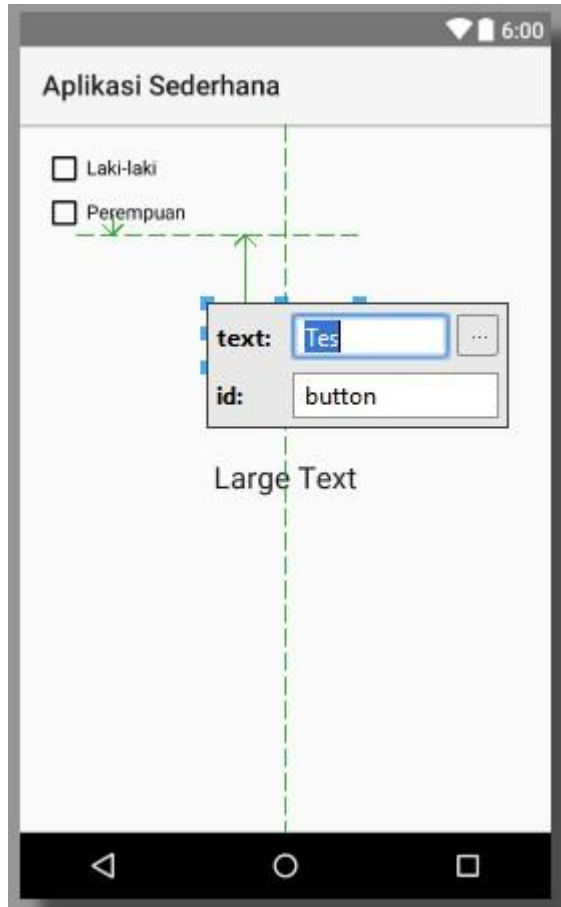 6:00
Aplikasi Sederhana
Laki-laki
Perempuan
text: Tes ...
id: button
Large Text